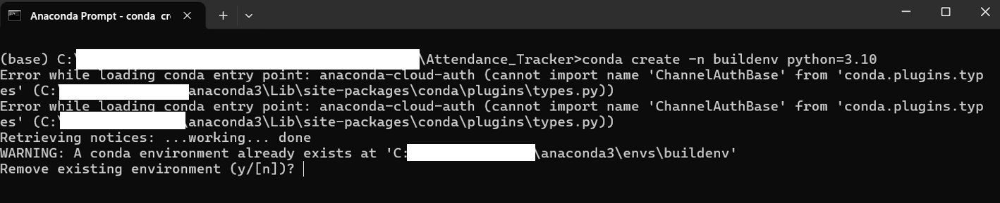 Anaconda Prompt - conda cr
(base) C:\ \Attendance_Tracker>conda create -n buildenv python=3.10
Error while loading conda entry point: anaconda-cloud-auth (cannot import name 'ChannelAuthBase' from 'conda.plugins.typ
es' (C: anaconda3\Lib\site-packages\conda\plugins\types.py))
Error while loading conda entry point: anaconda-cloud-auth (cannot import name 'ChannelAuthBase' from 'conda.plugins.typ
es' (C: \anaconda3\Lib\site-packages\conda\plugins\types.py))
Retrieving notices: ...working... done
WARNING: A conda environment already exists at 'C: \anaconda3\envs\buildenv'
Remove existing environment (y/[n])?